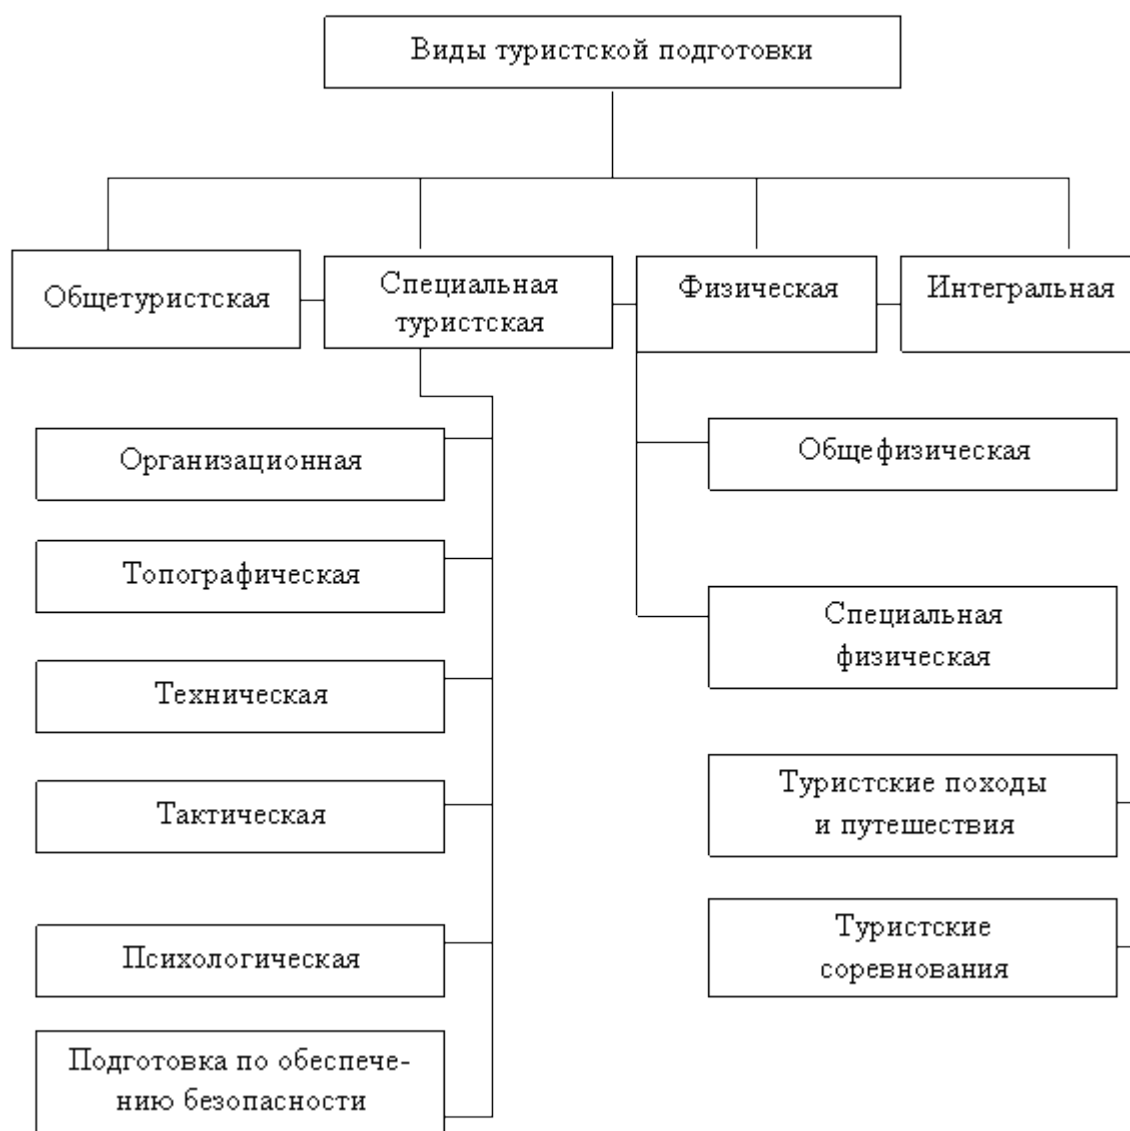 Виды туристской подготовки
Общетуристская
Специальная
туристская
Физическая
Интегральная
Организационная
Топографическая
Техническая
Тактическая
Психологическая
Подготовка по обеспече-
нию безопасности
Общефизическая
Специальная
физическая
Туристские походы
и путешествия
Туристские
соревнования